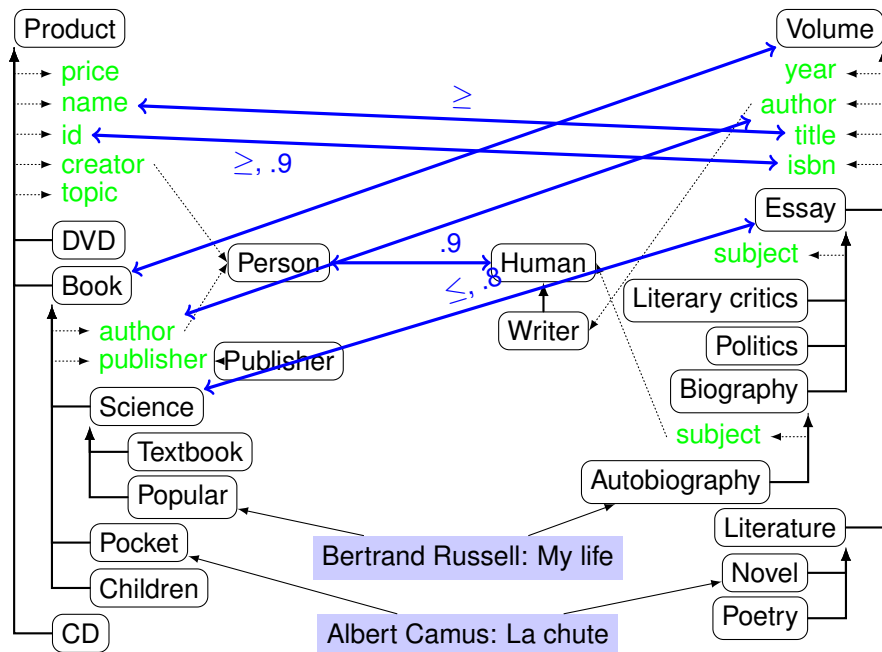 Product
Volume
price
year
name
≥
author
id
title
creator
≥, .9
isbn
topic
Essay
DVD
.9
subject
Person
Human
Book
≤, .8
Literary critics
author
Writer
publisher
Publisher
Politics
Science
Biography
Textbook
subject
Popular
Autobiography
Pocket
Literature
Bertrand Russell: My life
Children
Novel
CD
Albert Camus: La chute
Poetry